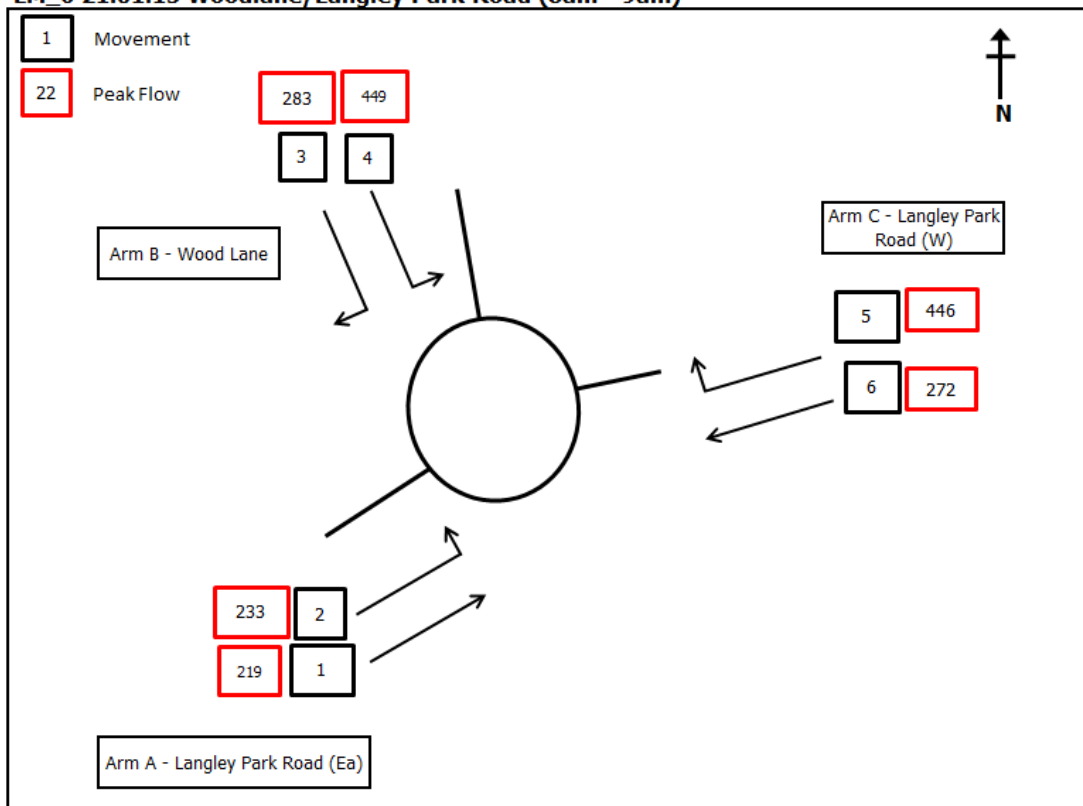 1 Movement
22 Peak Flow
283 449
3 4
N
Arm B - Wood Lane
Arm C - Langley Park
Road (W)
5 446
6 272
233 2
219 1
Arm A - Langley Park Road (Ea)